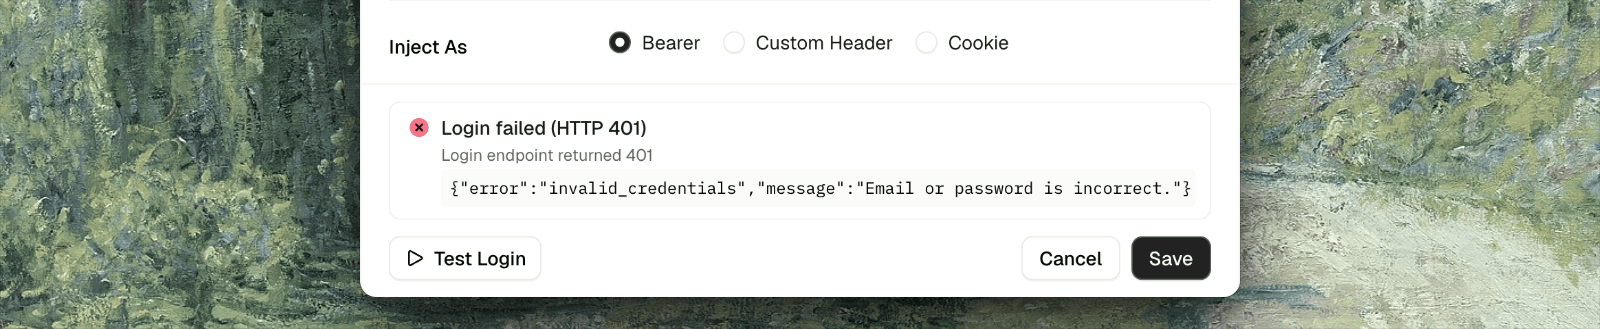 Inject As
Bearer
Custom Header
Cookie
Login failed (HTTP 401)
Login endpoint returned 401
{"error":"invalid_credentials","message":"Email or password is incorrect."}
Test Login
Cancel
Save